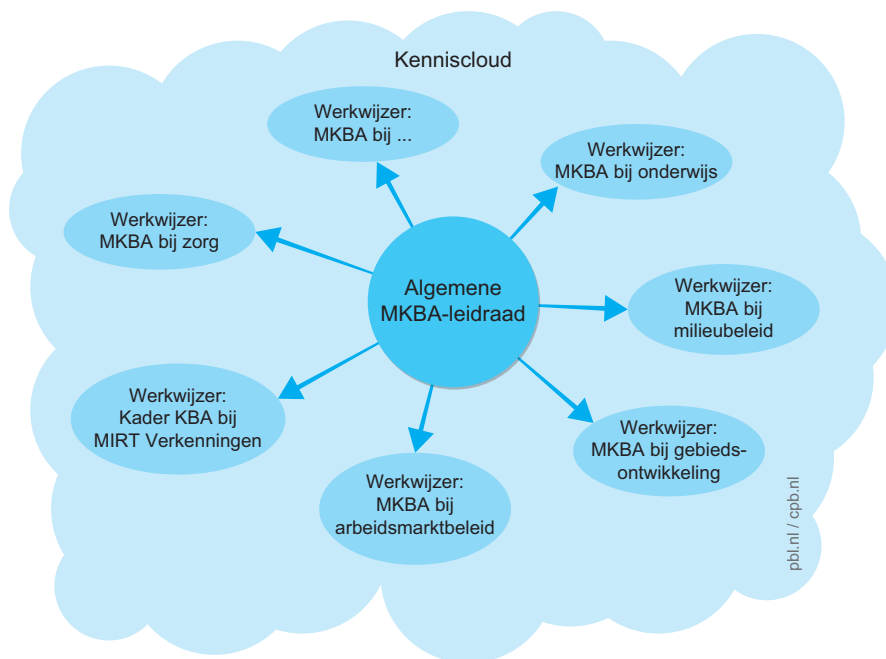 Kenniscloud
Werkwijzer:
MKBA bij ...
Werkwijzer:
MKBA bij onderwijs
Werkwijzer:
MKBA bij zorg
Algemene
MKBA-leidraad
Werkwijzer:
MKBA bij
milieubeleid
Werkwijzer:
Kader KBA bij
MIRT Verkenningen
Werkwijzer:
MKBA bij gebieds-
ontwikkeling
Werkwijzer:
MKBA bij
arbeidsmarktbeleid
pbl.nl / cpb.nl